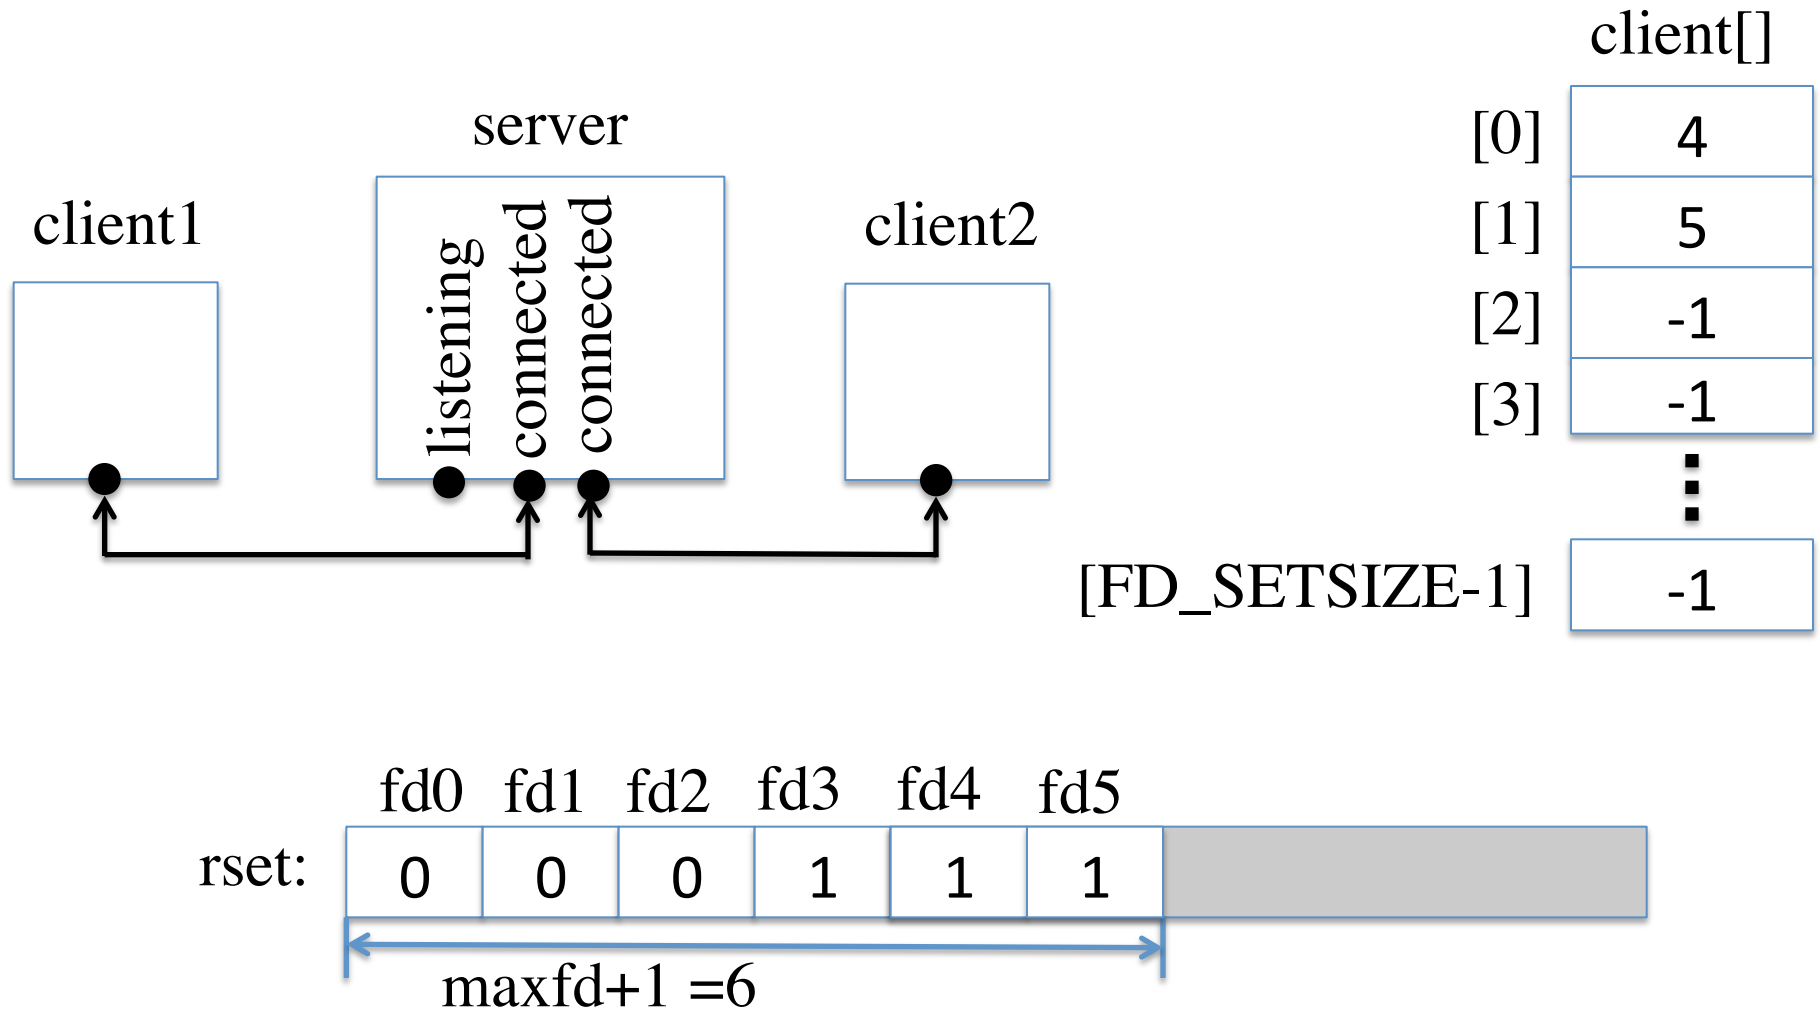 client[]
server
client1
listening
connected
connected
client2
[0] 4
[1] 5
[2] -1
[3] -1
[FD_SETSIZE-1] -1
fd0 fd1 fd2 fd3 fd4 fd5
rset: 0 0 0 1 1 1
maxfd+1 =6